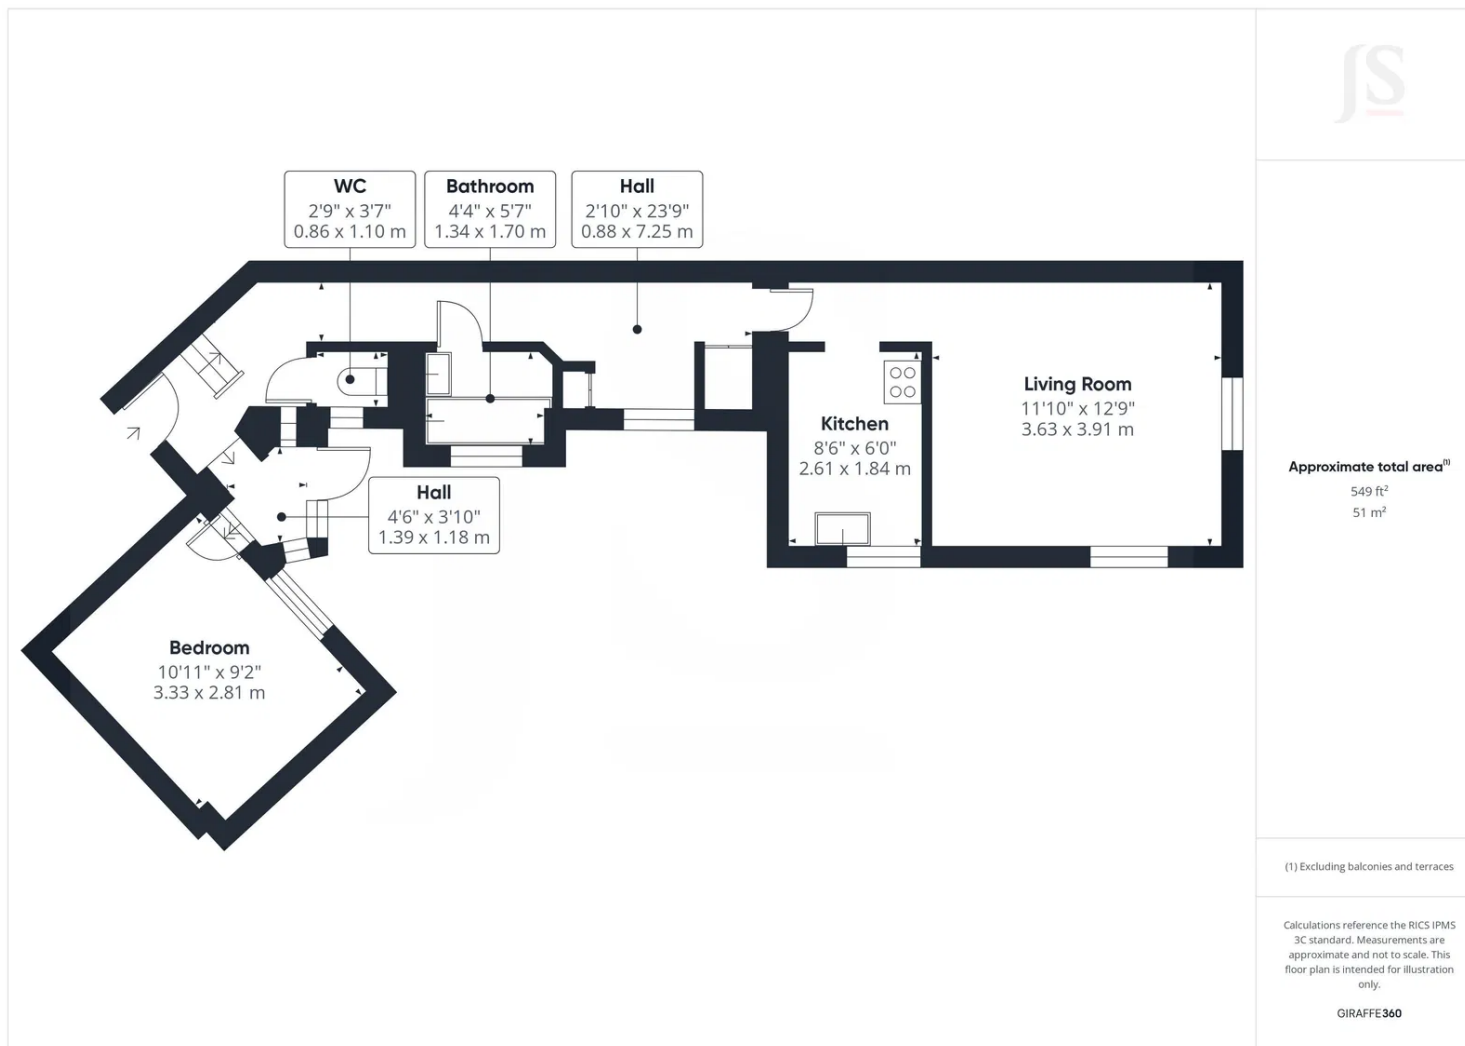 JS
WC
2'9" x 3'7"
0.86 x 1.10 m
Bathroom
4'4" x 5'7"
1.34 x 1.70 m
Hall
2'10" x 23'9"
0.88 x 7.25 m
Living Room
11'10" x 12'9"
3.63 x 3.91 m
Kitchen
8'6" x 6'0"
2.61 x 1.84 m
Hall
4'6" x 3'10"
1.39 x 1.18 m
Bedroom
10'11" x 9'2"
3.33 x 2.81 m
Approximate total area(1)
549 ft²
51 m²
(1) Excluding balconies and terraces
Calculations reference the RICS IPMS
3C standard. Measurements are
approximate and not to scale. This
floor plan is intended for illustration
only.
GIRAFFE360